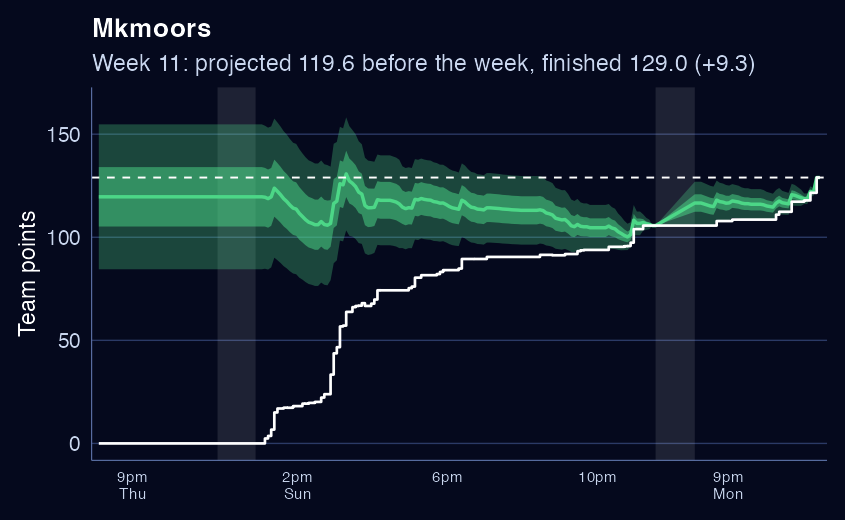 Mkmoors
Week 11: projected 119.6 before the week, finished 129.0 (+9.3)
Team points
150
100
50
0
9pm
Thu
2pm
Sun
6pm
10pm
9pm
Mon